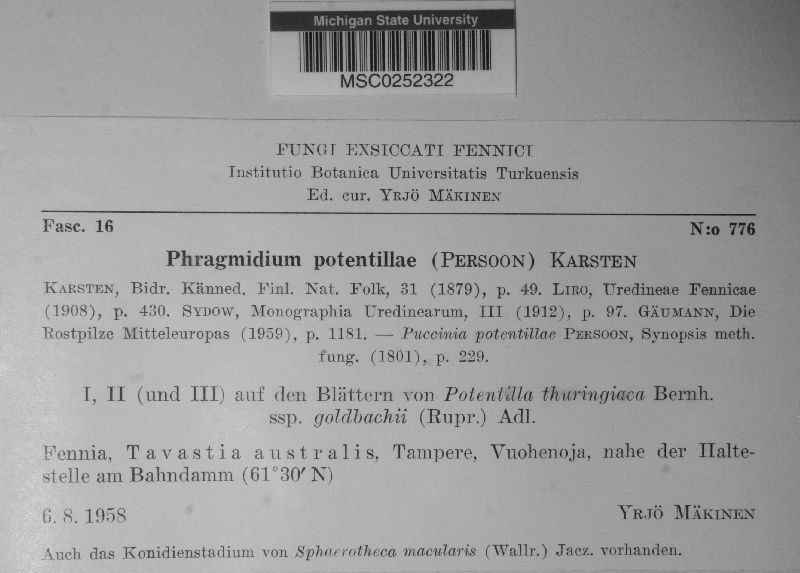 Michigan State University
MSC0252322
FUNGI EXSICCATI FENNICI
Institutio Botanica Universitatis Turkuensis
Ed. cur. YRJÖ MÄKINEN
Fasc. 16 N:o 776
Phragmidium potentillae (PERSOON) KARSTEN
KARSTEN, Bidr. Känned. Finl. Nat. Folk, 31 (1879), p. 49. LIRO, Uredineae Fennicae
(1908), p. 430. SYDOW, Monographia Uredinearum, III (1912), p. 97. GÄUMANN, Die
Rostpilze Mitteleuropas (1959), p. 1181. — Puccinia potentillae PERSOON, Synopsis meth.
fung. (1801), p. 229.
I, II (und III) auf den Blättern von Potentilla thuringiaca Bernh.
ssp. goldbachii (Rupr.) Adl.
Fennia, Tavastia australis, Tampere, Vuohenoja, nahe der Halte-
stelle am Bahndamm (61°30′ N)
6. 8. 1958 YRJÖ MÄKINEN
Auch das Konidienstadium von Sphaerotheca macularis (Wallr.) Jacz. vorhanden.